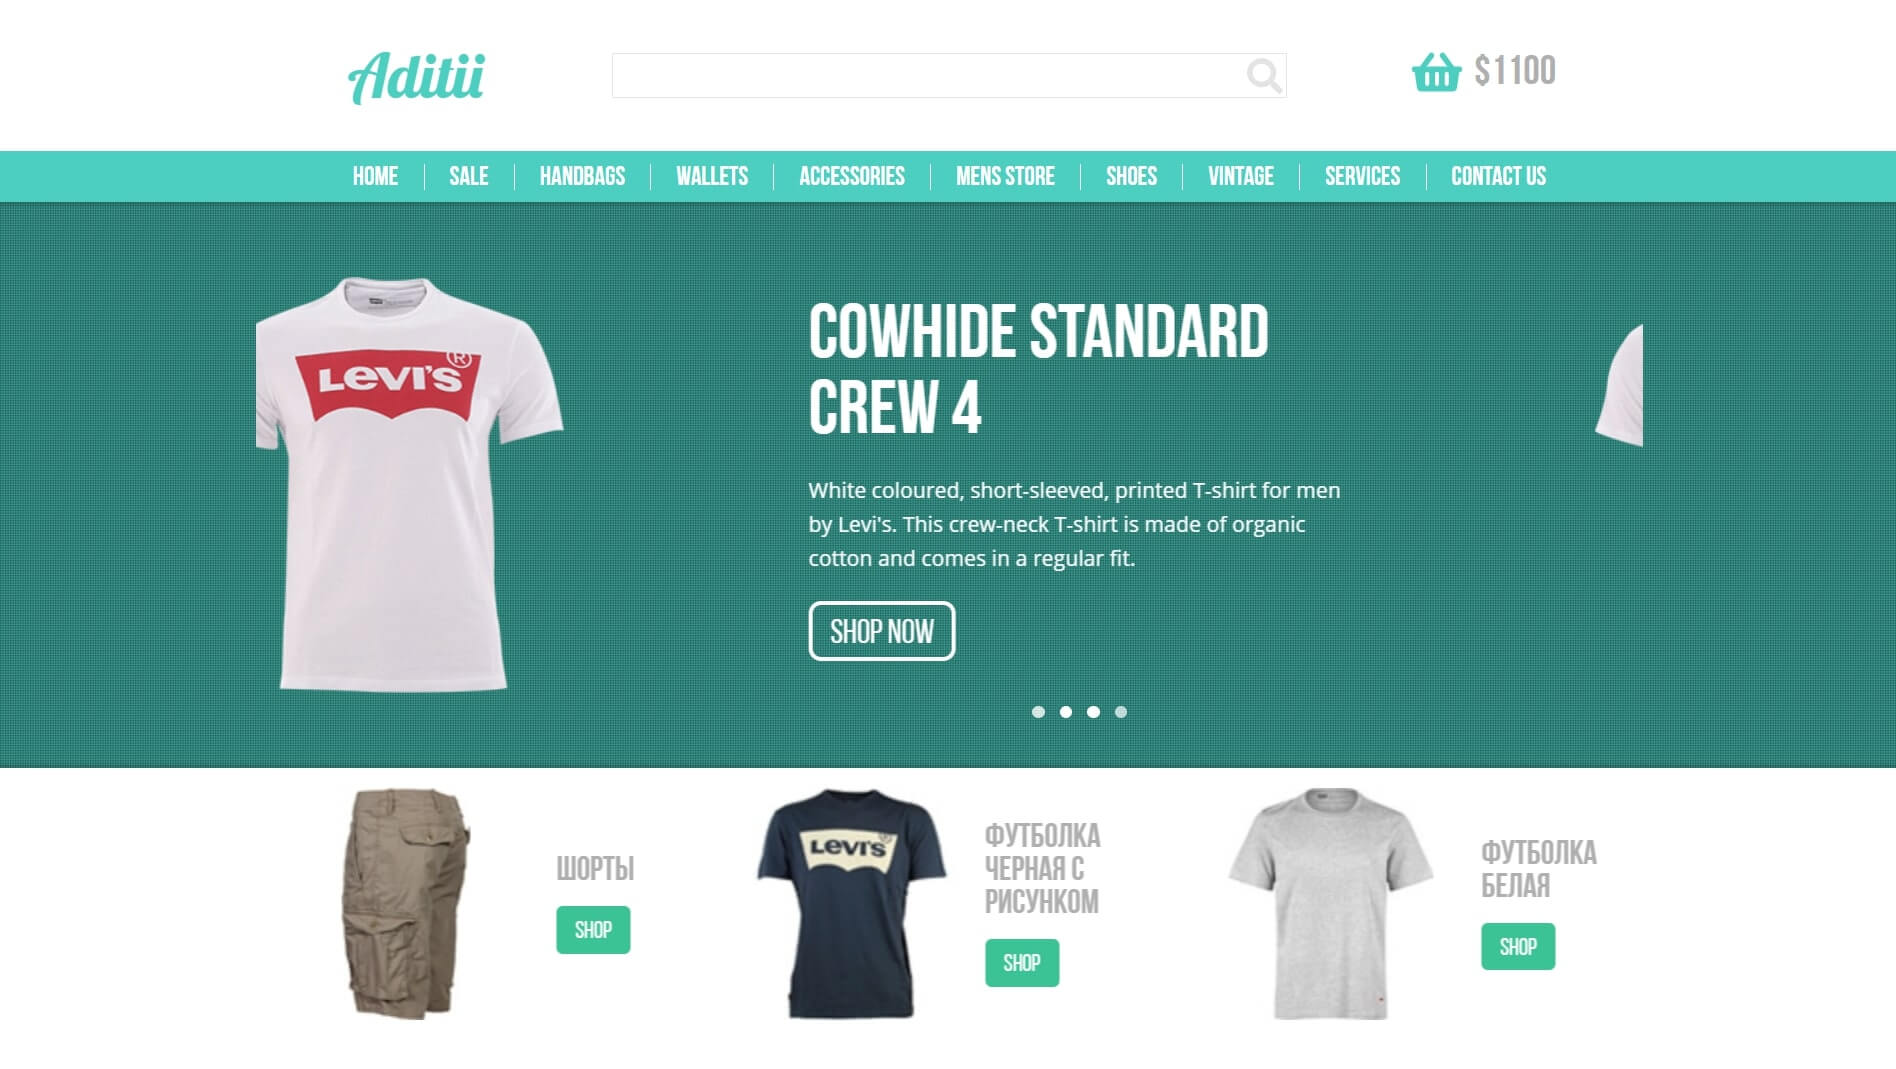 Aditii
$1100
HOME
SALE
HANDBAGS
WALLETS
ACCESSORIES
MENS STORE
SHOES
VINTAGE
SERVICES
CONTACT US
LEVI'S
®
COWHIDE STANDARD
CREW 4
White coloured, short-sleeved, printed T-shirt for men
by Levi's. This crew-neck T-shirt is made of organic
cotton and comes in a regular fit.
SHOP NOW
ШОРТЫ
SHOP
LEVI'S
®
ФУТБОЛКА
ЧЕРНАЯ С
РИСУНКОМ
SHOP
ФУТБОЛКА
БЕЛАЯ
SHOP